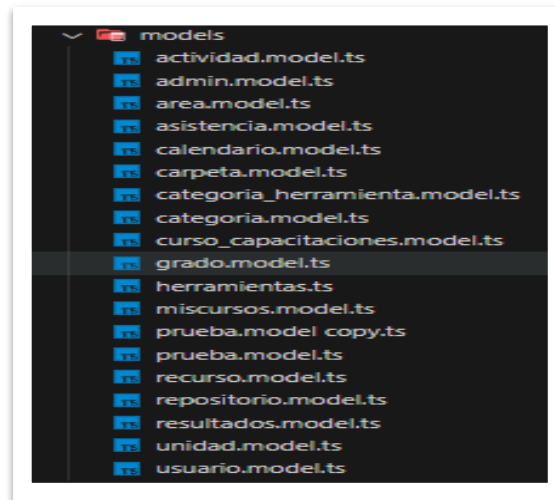 models
TS actividad.model.ts
TS admin.model.ts
TS area.model.ts
TS asistencia.model.ts
TS calendario.model.ts
TS carpeta.model.ts
TS categoria_herramienta.model.ts
TS categoria.model.ts
TS curso_capacitaciones.model.ts
TS grado.model.ts
TS herramientas.ts
TS miscursos.model.ts
TS prueba.model copy.ts
TS prueba.model.ts
TS recurso.model.ts
TS repositorio.model.ts
TS resultados.model.ts
TS unidad.model.ts
TS usuario.model.ts